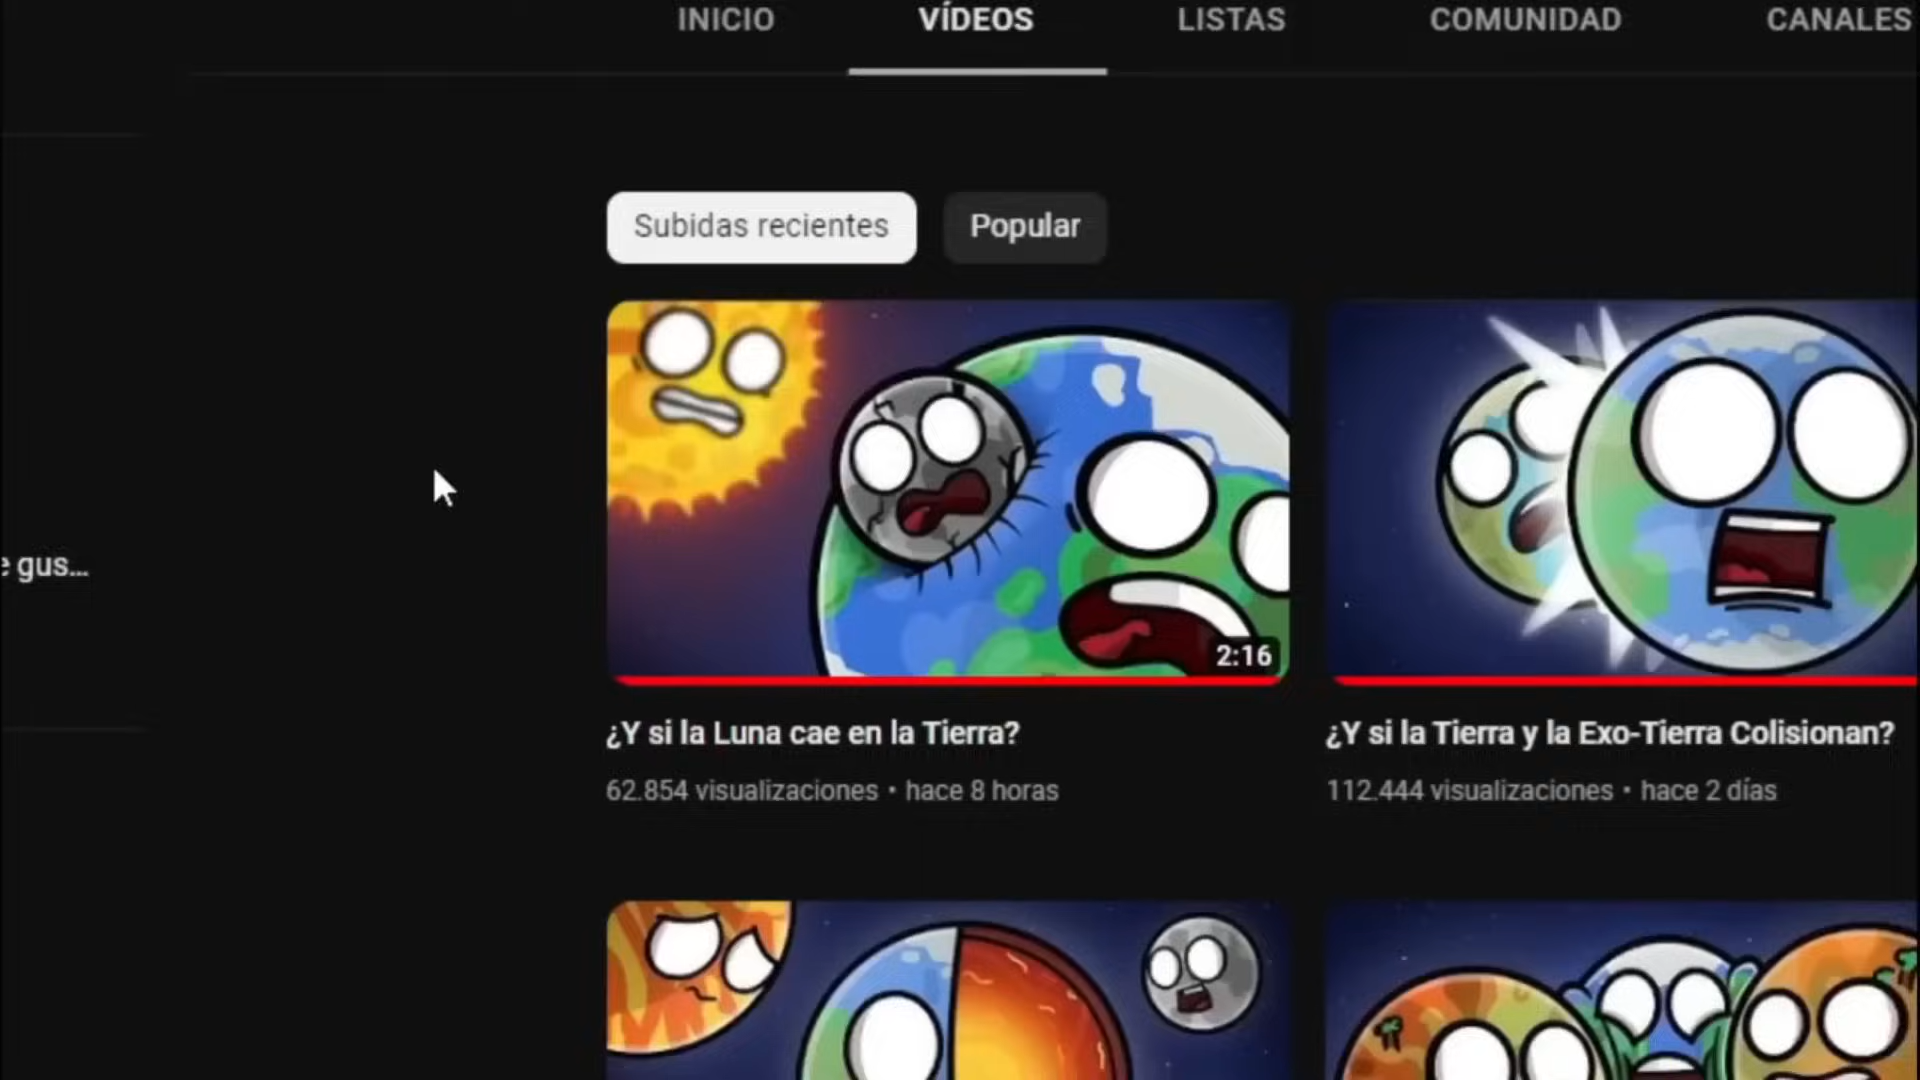 INICIO
VÍDEOS
LISTAS
COMUNIDAD
CANALES
Subidas recientes
Popular
e gus...
2:16
¿Y si la Luna cae en la Tierra?
62.854 visualizaciones • hace 8 horas
¿Y si la Tierra y la Exo-Tierra Colisionan?
112.444 visualizaciones • hace 2 días